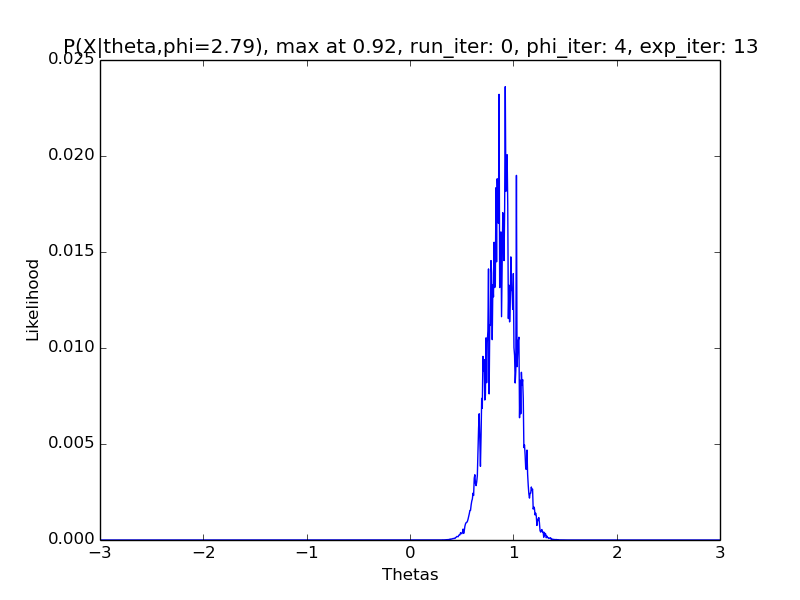 P(X|theta,phi=2.79), max at 0.92, run_iter: 0, phi_iter: 4, exp_iter: 13
0.025
0.020
0.015
0.010
0.005
0.000
Likelihood
−3 −2 −1 0 1 2 3
Thetas